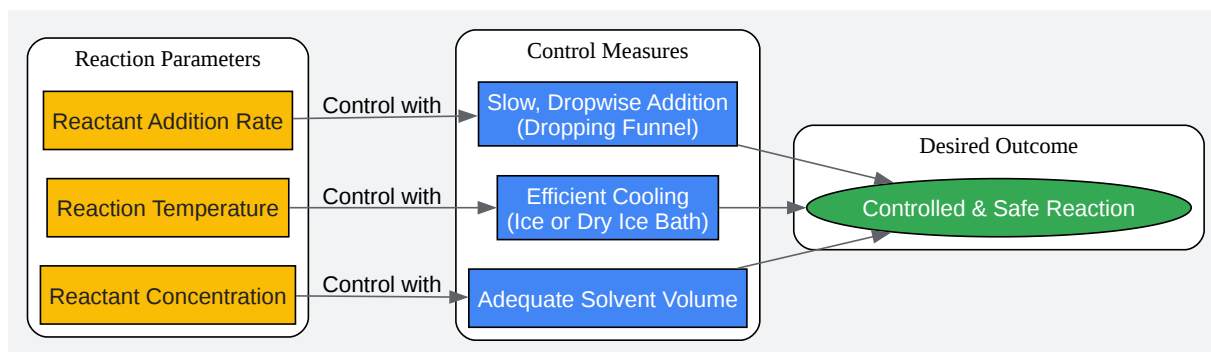 Reaction Parameters
Reactant Addition Rate
Reaction Temperature
Reactant Concentration
Control with
Control with
Control with
Control Measures
Slow, Dropwise Addition
(Dropping Funnel)
Efficient Cooling
(Ice or Dry Ice Bath)
Adequate Solvent Volume
Desired Outcome
Controlled & Safe Reaction